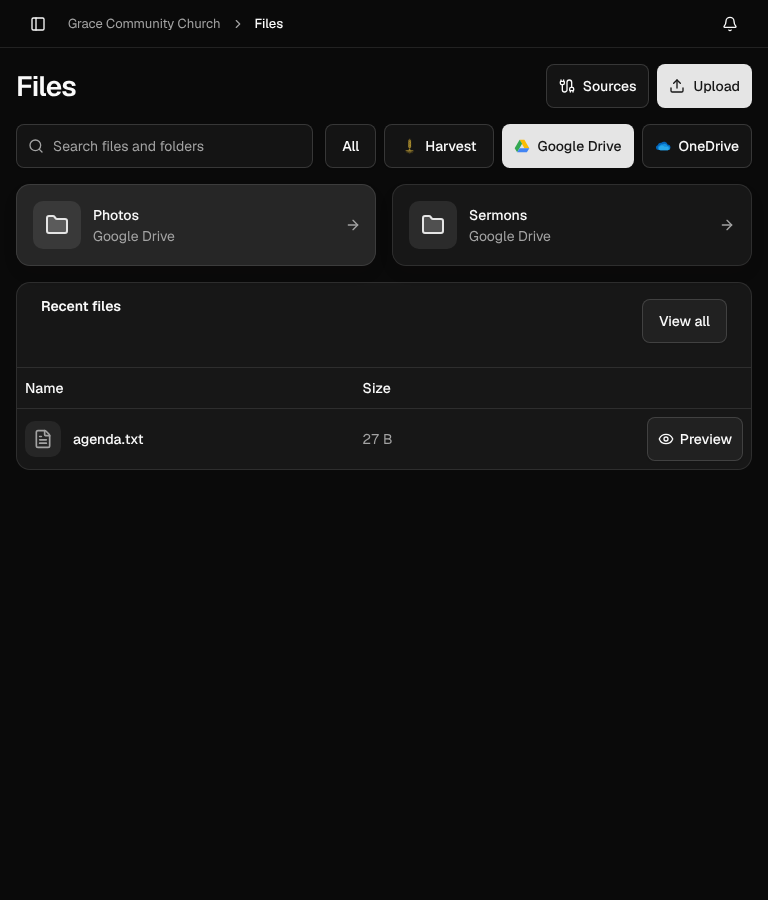 Grace Community Church > Files
Files
Sources
Upload
Search files and folders
All
Harvest
Google Drive
OneDrive
Photos
Google Drive
Sermons
Google Drive
Recent files
View all
Name
Size
agenda.txt
27 B
Preview